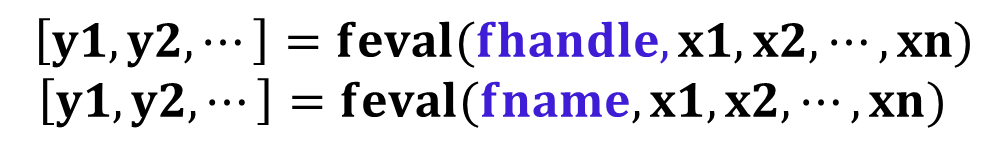 [y1, y2, ⋯ ] = feval(fhandle, x1, x2, ⋯ , xn)
[y1, y2, ⋯ ] = feval(fname, x1, x2, ⋯ , xn)